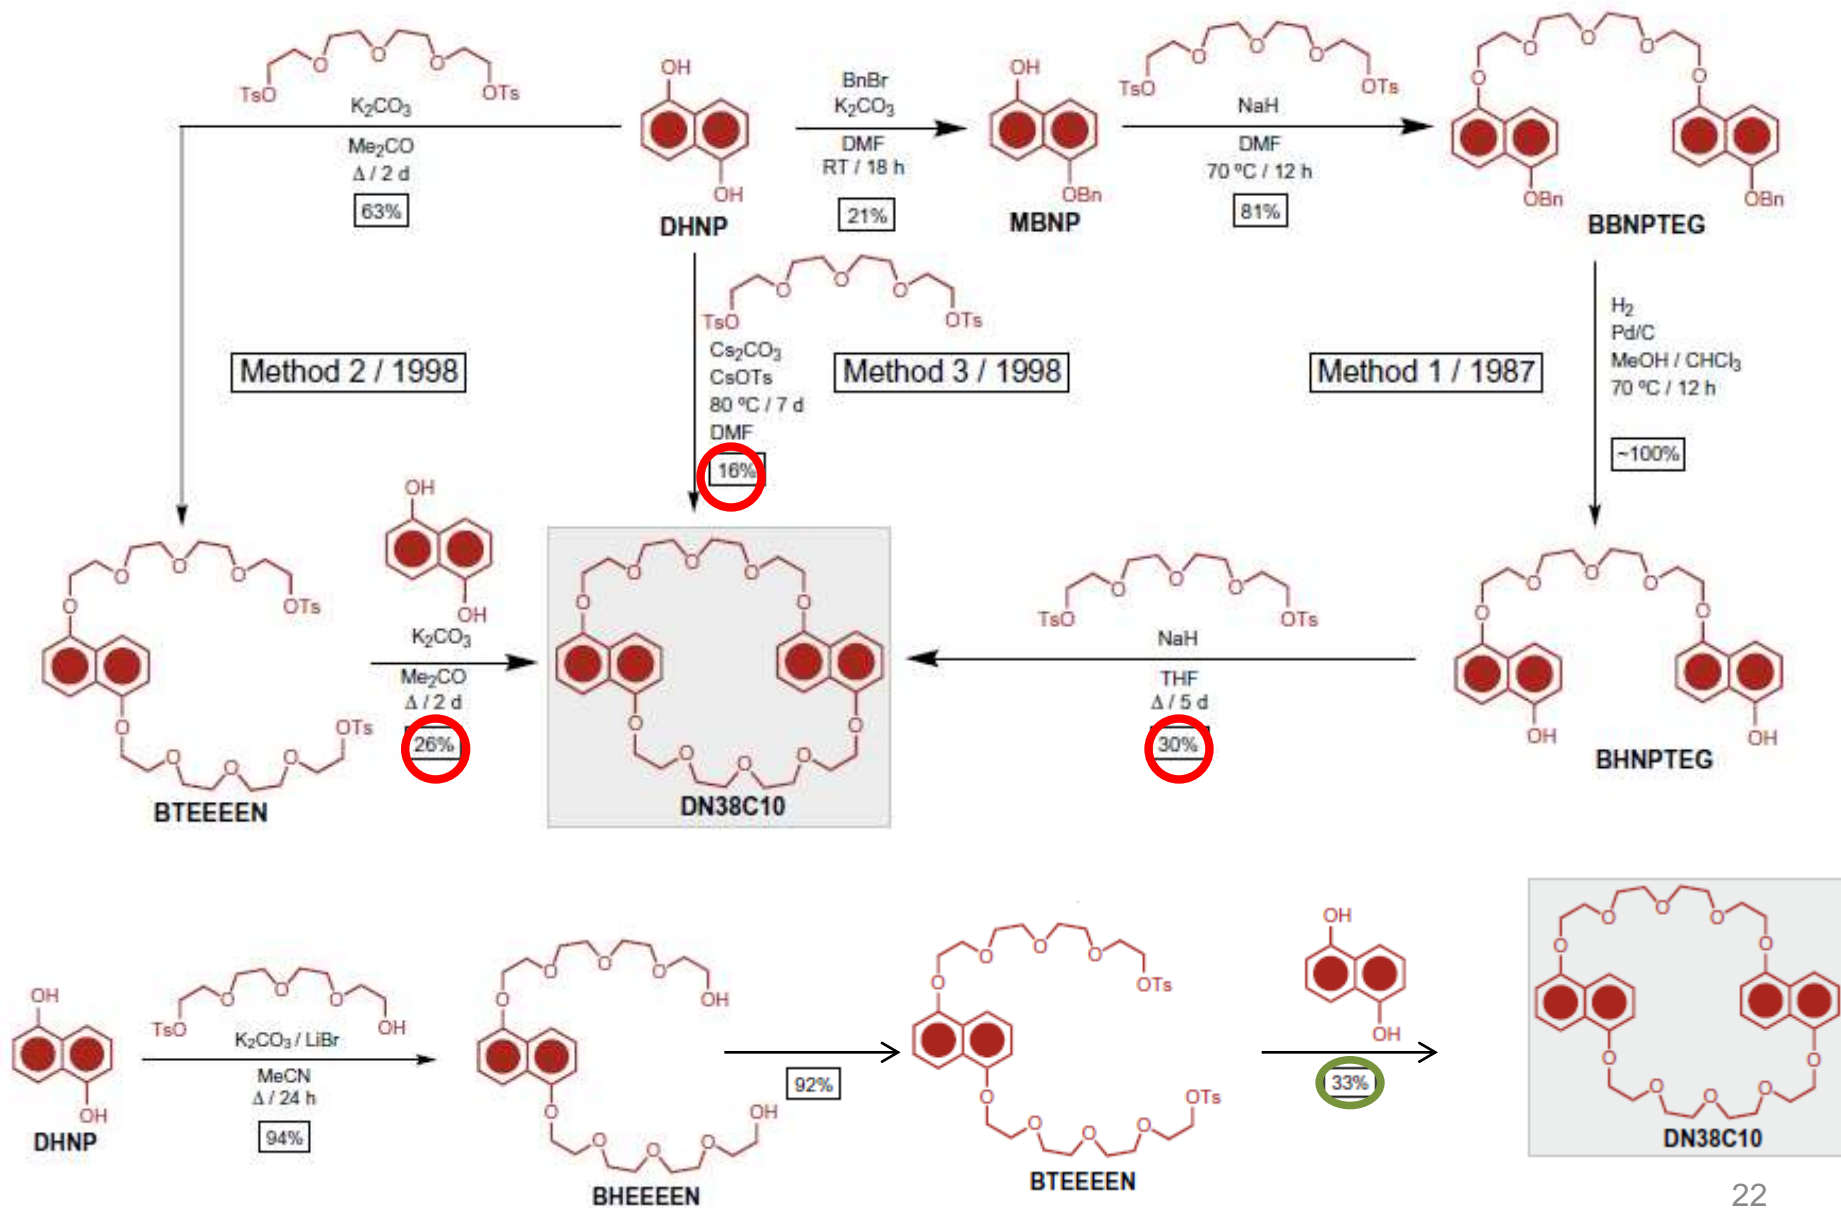 TsO
O
O
O
OTs
K2CO3
Me2CO
Δ / 2 d
63%
OH
OH
DHNP
BnBr
K2CO3
DMF
RT / 18 h
21%
OH
OBn
MBNP
TsO
O
O
O
OTs
NaH
DMF
70 ºC / 12 h
81%
O
O
O
O
O
OBn
OBn
BBNPTEG
Method 2 / 1998
TsO
O
O
O
OTs
Cs2CO3
CsOTs
80 ºC / 7 d
DMF
16%
Method 3 / 1998
Method 1 / 1987
H2
Pd/C
MeOH / CHCl3
70 ºC / 12 h
~100%
O
O
O
OTs
O
O
O
O
O
OTs
BTEEEEN
OH
OH
K2CO3
Me2CO
Δ / 2 d
26%
O
O
O
O
O
O
O
O
O
O
DN38C10
TsO
O
O
O
OTs
NaH
THF
Δ / 5 d
30%
O
O
O
O
O
OH
OH
BHNPTEG
OH
OH
DHNP
TsO
O
O
O
OH
K2CO3 / LiBr
MeCN
Δ / 24 h
94%
O
O
O
OH
O
O
O
O
O
OH
BHEEEEN
92%
O
O
O
OTs
O
O
O
O
O
OTs
BTEEEEN
OH
OH
33%
O
O
O
O
O
O
O
O
O
O
DN38C10
22